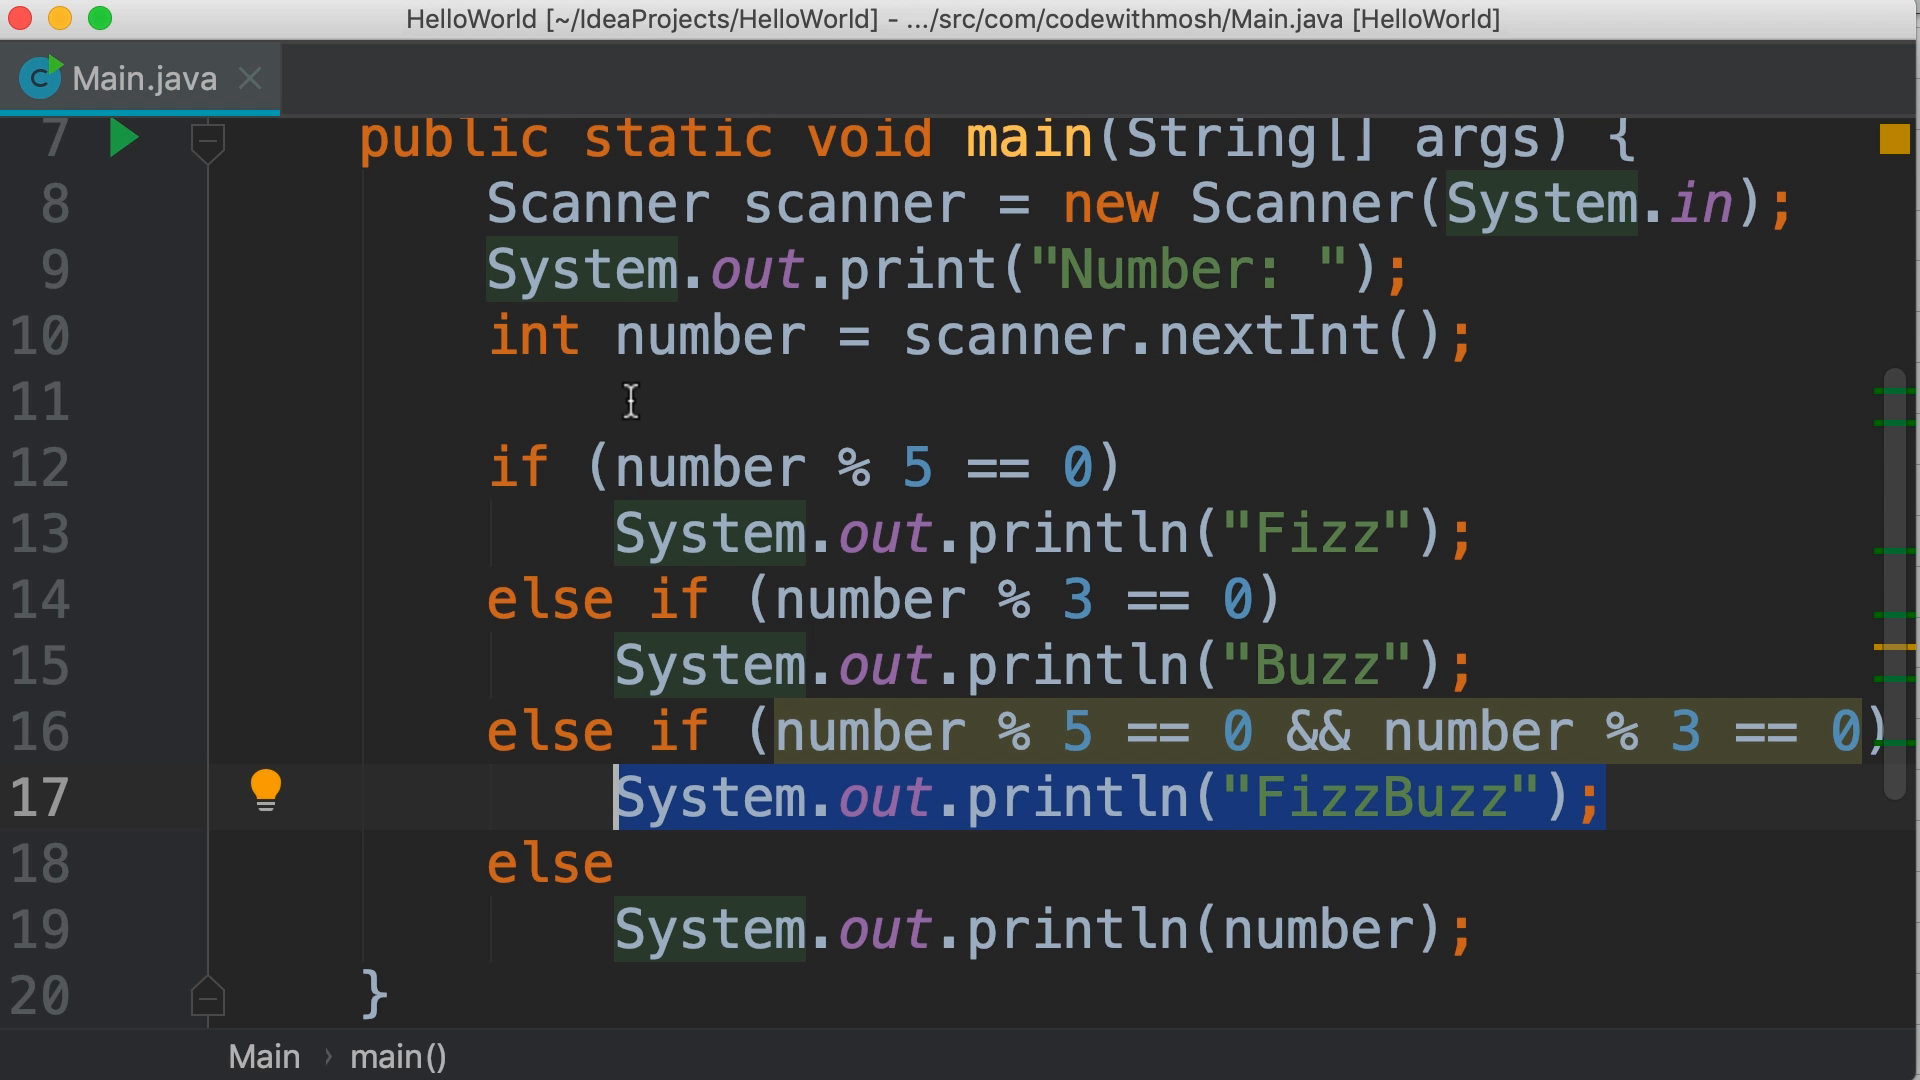 HelloWorld [~/IdeaProjects/HelloWorld] - .../src/com/codewithmosh/Main.java [HelloWorld]
C Main.java
7 public static void main(String[] args) {
8 Scanner scanner = new Scanner(System.in);
9 System.out.print("Number: ");
10 int number = scanner.nextInt();
11
12 if (number % 5 == 0)
13 System.out.println("Fizz");
14 else if (number % 3 == 0)
15 System.out.println("Buzz");
16 else if (number % 5 == 0 && number % 3 == 0)
17 System.out.println("FizzBuzz");
18 else
19 System.out.println(number);
20 }
Main › main()